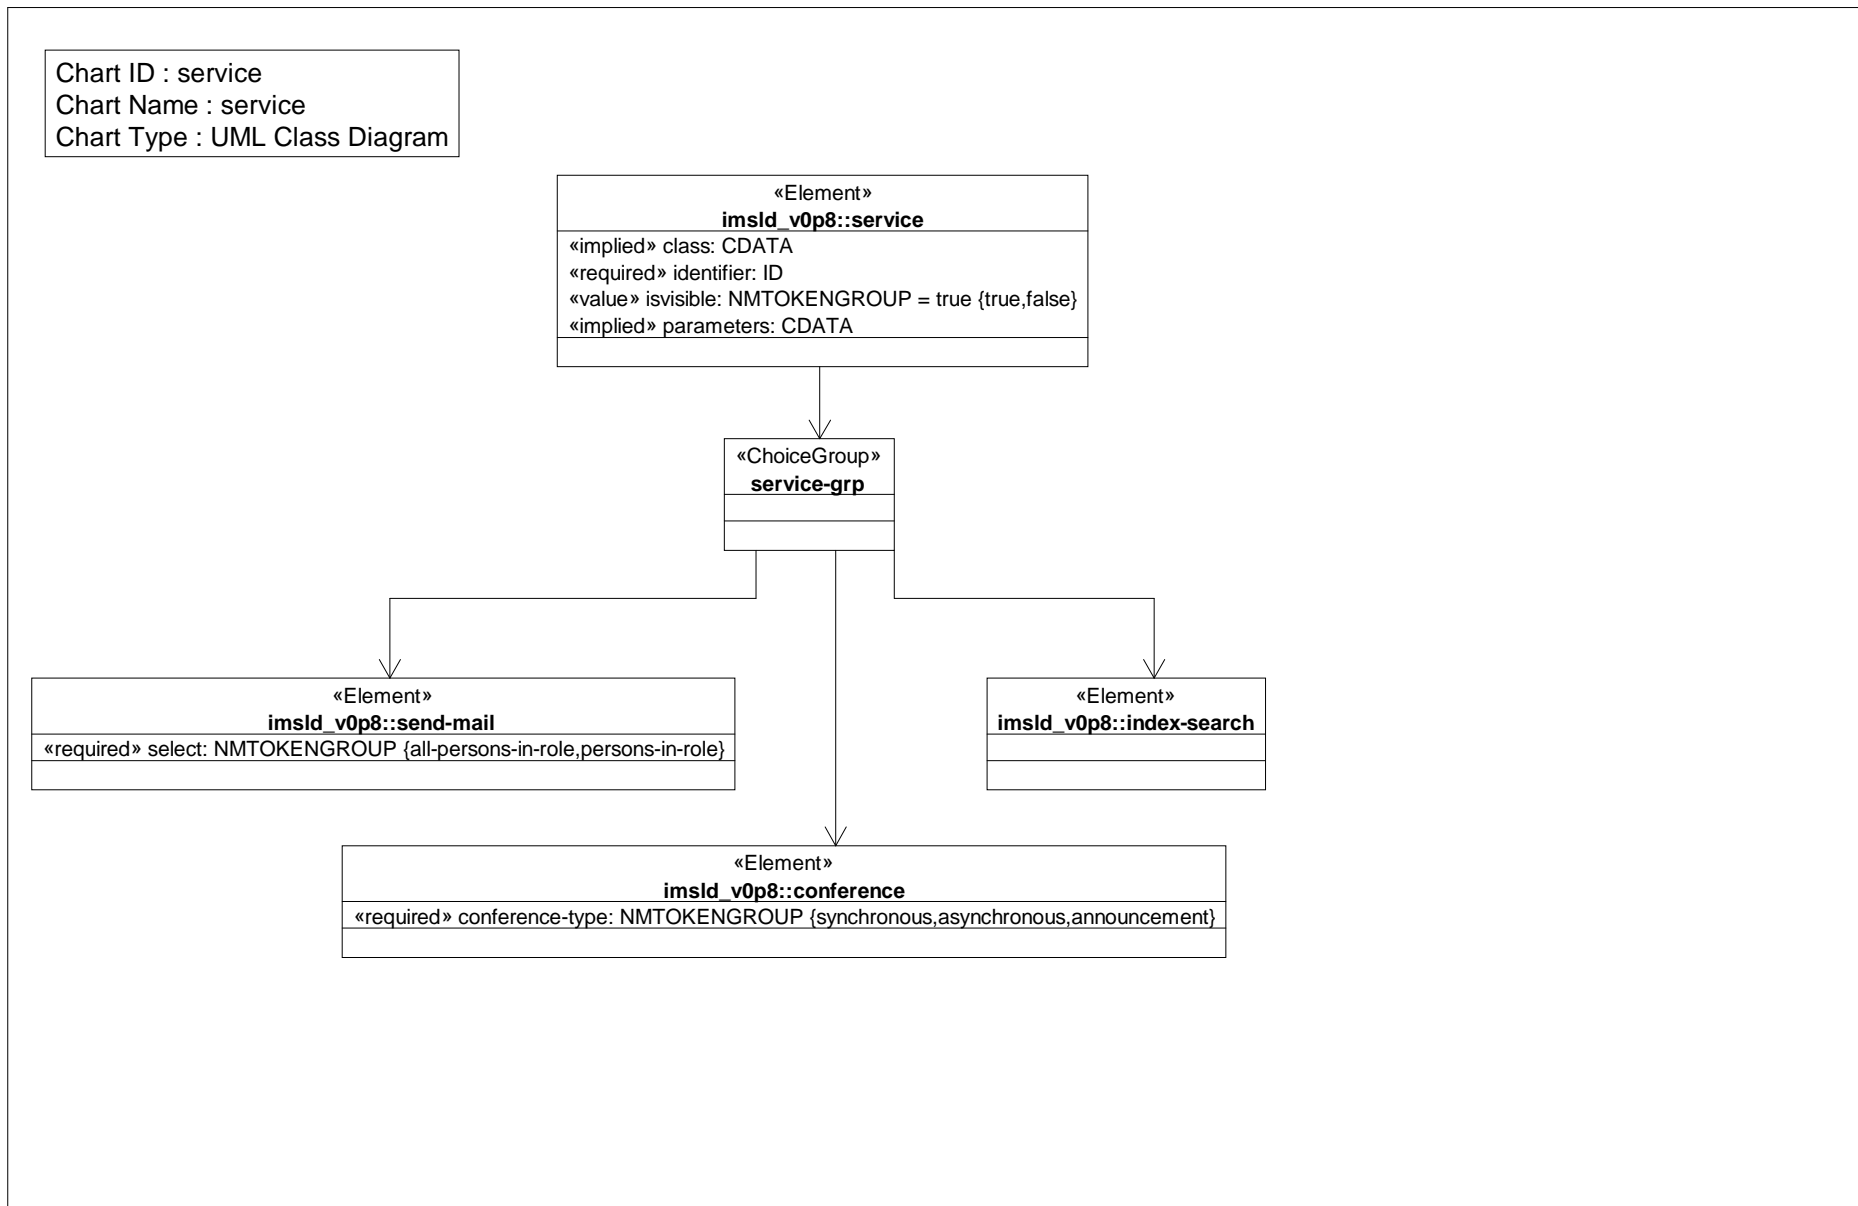 Chart ID : service
Chart Name : service
Chart Type : UML Class Diagram
«Element»
imsld_v0p8::service
«implied» class: CDATA
«required» identifier: ID
«value» isvisible: NMTOKENGROUP = true {true,false}
«implied» parameters: CDATA
«ChoiceGroup»
service-grp
«Element»
imsld_v0p8::send-mail
«required» select: NMTOKENGROUP {all-persons-in-role,persons-in-role}
«Element»
imsld_v0p8::index-search
«Element»
imsld_v0p8::conference
«required» conference-type: NMTOKENGROUP {synchronous,asynchronous,announcement}